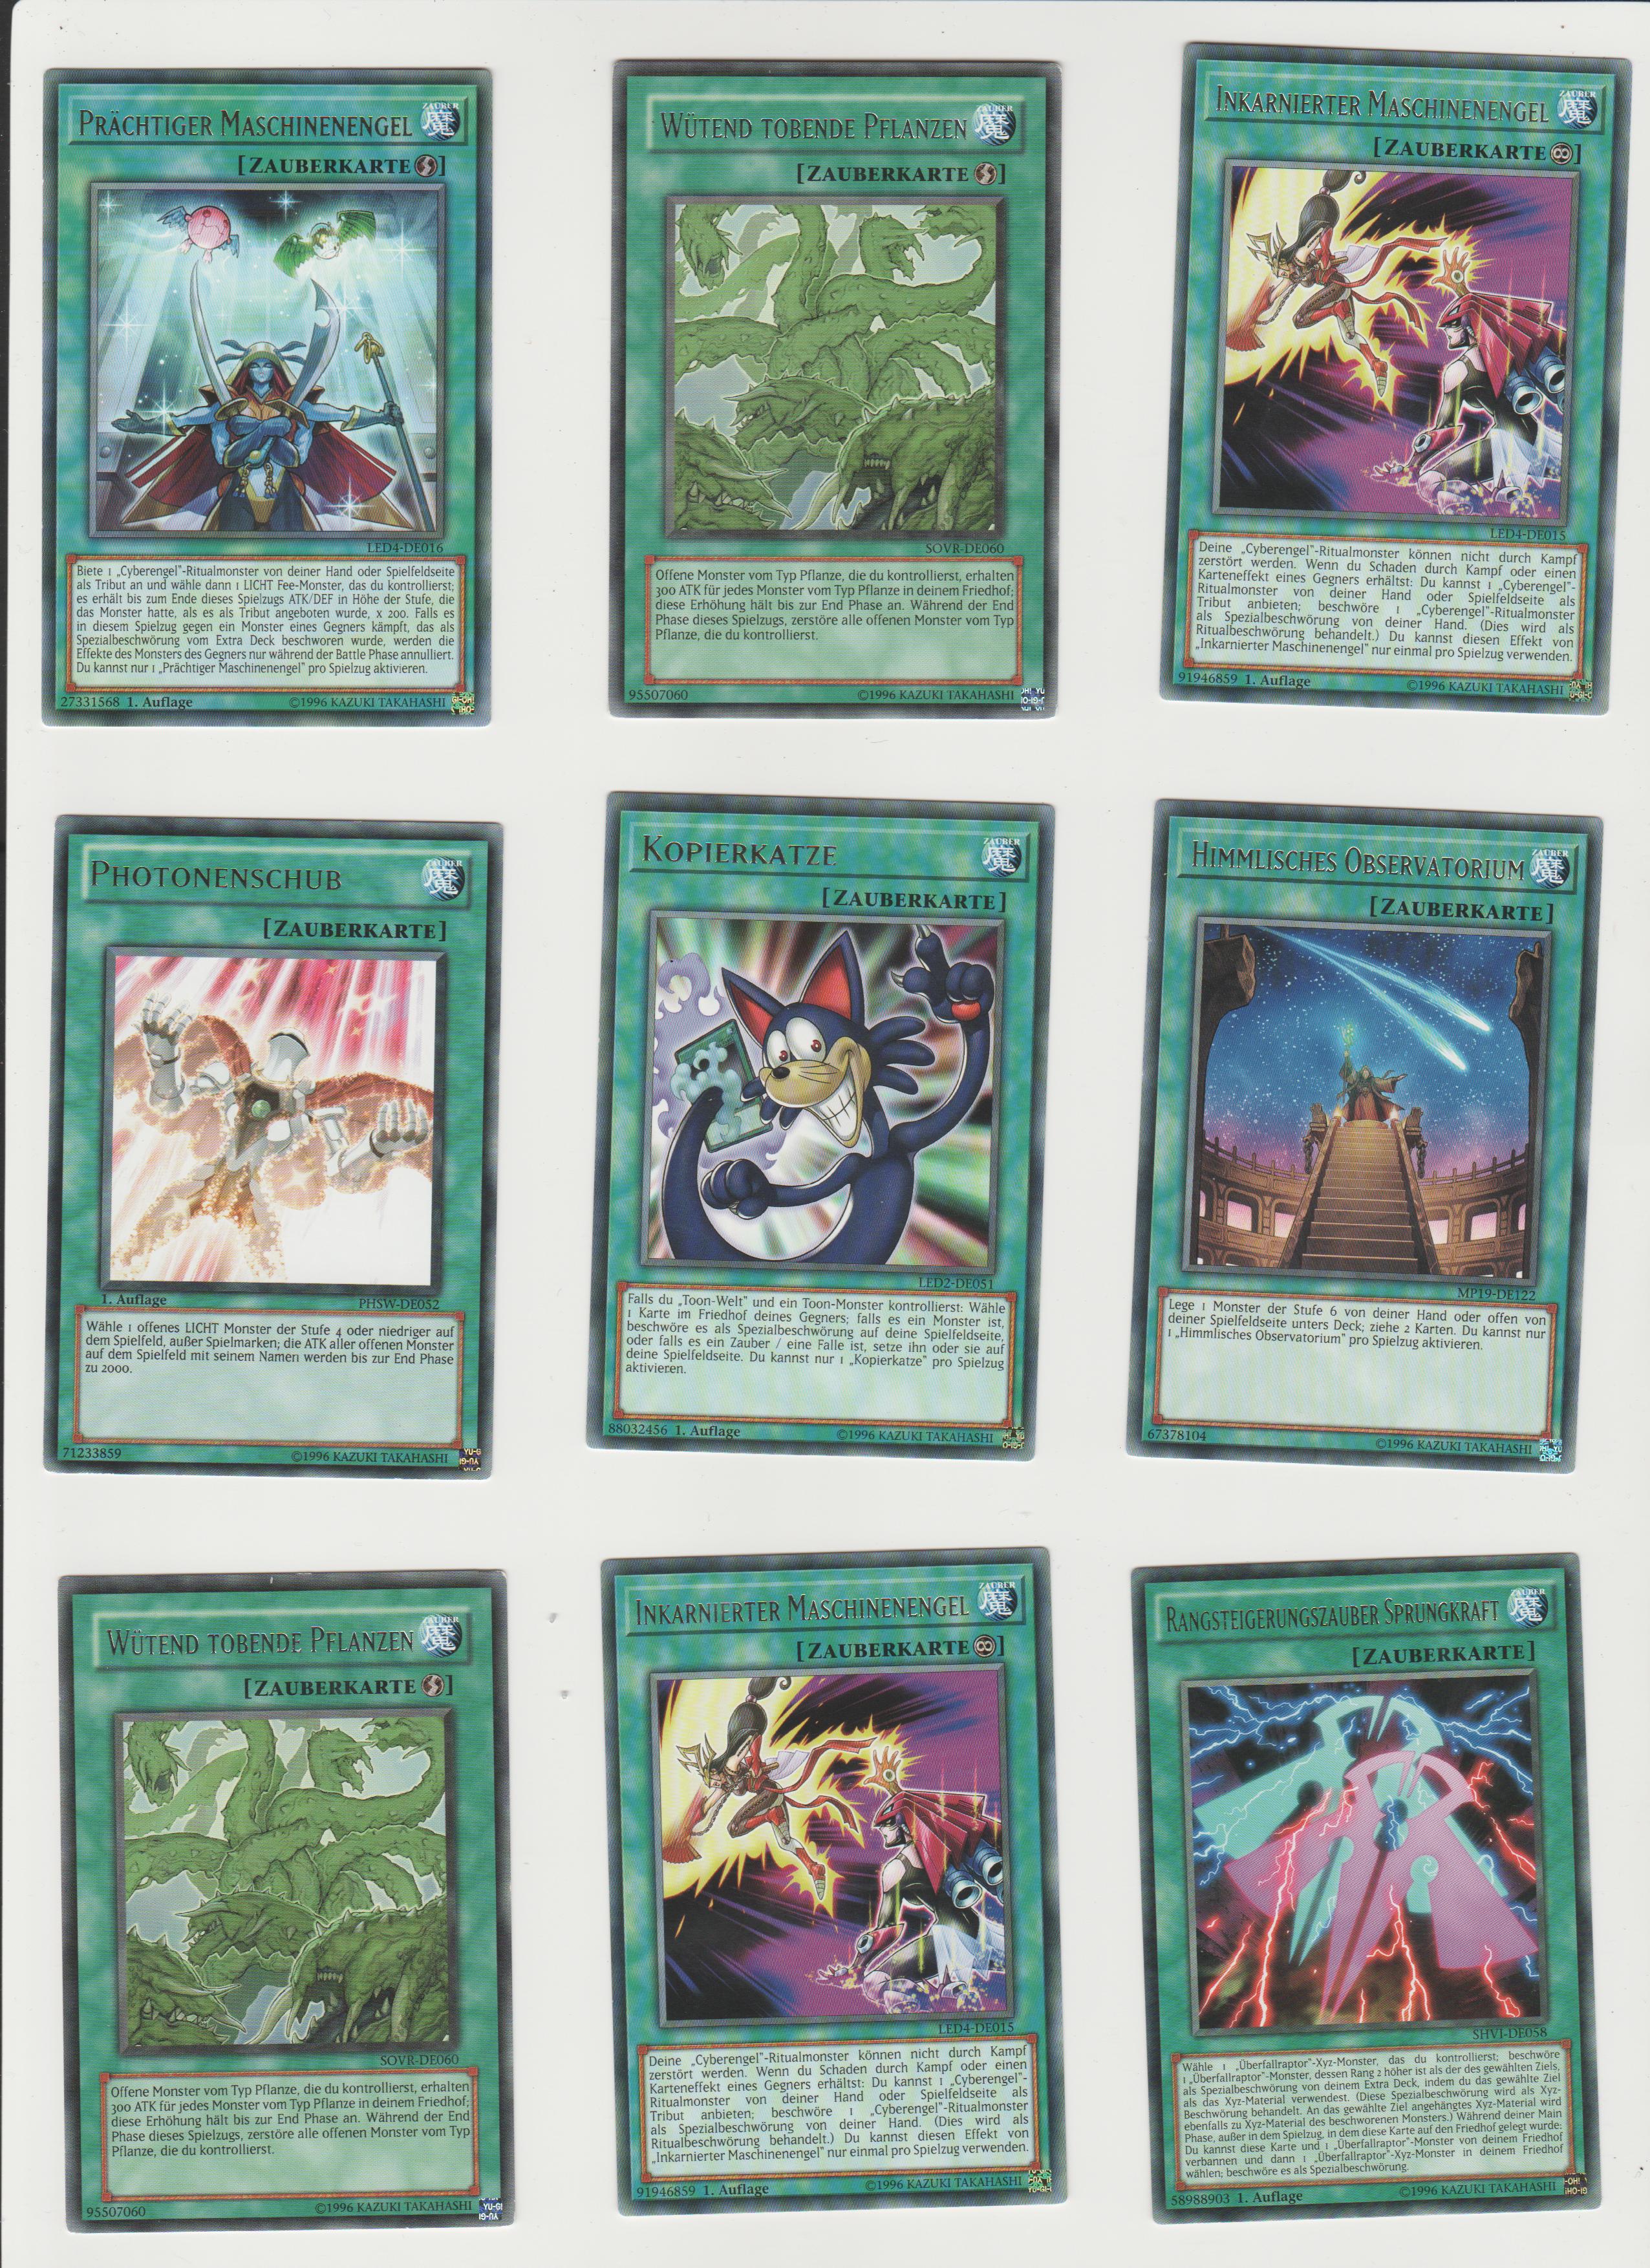 PRÄCHTIGER MASCHINENENGEL
ZAUBER
魔
[ZAUBERKARTE]
LED4-DE016
Biete 1 „Cyberengel"-Ritualmonster von deiner Hand oder Spielfeldseite
als Tribut an und wähle dann 1 LICHT Fee-Monster, das du kontrollierst;
es erhält bis zum Ende dieses Spielzugs ATK/DEF in Höhe der Stufe, die
das Monster hatte, als es als Tribut angeboten wurde, x 200. Falls es
in diesem Spielzug gegen ein Monster eines Gegners kämpft, das als
Spezialbeschwörung vom Extra Deck beschworen wurde, werden die
Effekte des Monsters des Gegners nur während der Battle Phase annulliert.
Du kannst nur 1 „Prächtiger Maschinenengel" pro Spielzug aktivieren.
27331568 1. Auflage ©1996 KAZUKI TAKAHASHI
WÜTEND TOBENDE PFLANZEN
ZAUBER
魔
[ZAUBERKARTE]
SOVR-DE060
Offene Monster vom Typ Pflanze, die du kontrollierst, erhalten
300 ATK für jedes Monster vom Typ Pflanze in deinem Friedhof;
diese Erhöhung hält bis zur End Phase an. Während der End
Phase dieses Spielzugs, zerstöre alle offenen Monster vom Typ
Pflanze, die du kontrollierst.
95507060 ©1996 KAZUKI TAKAHASHI
INKARNIERTER MASCHINENENGEL
ZAUBER
魔
[ZAUBERKARTE]
LED4-DE015
Deine „Cyberengel"-Ritualmonster können nicht durch Kampf
zerstört werden. Wenn du Schaden durch Kampf oder einen
Karteneffekt eines Gegners erhältst: Du kannst 1 „Cyberengel"-
Ritualmonster von deiner Hand oder Spielfeldseite als
Tribut anbieten; beschwöre 1 „Cyberengel"-Ritualmonster
als Spezialbeschwörung von deiner Hand. (Dies wird als
Ritualbeschwörung behandelt.) Du kannst diesen Effekt von
„Inkarnierter Maschinenengel" nur einmal pro Spielzug verwenden.
91946859 1. Auflage ©1996 KAZUKI TAKAHASHI
PHOTONENSCHUB
ZAUBER
魔
[ZAUBERKARTE]
1. Auflage PHSW-DE052
Wähle 1 offenes LICHT Monster der Stufe 4 oder niedriger auf
dem Spielfeld, außer Spielmarken; die ATK aller offenen Monster
auf dem Spielfeld mit seinem Namen werden bis zur End Phase
zu 2000.
71233859 ©1996 KAZUKI TAKAHASHI
KOPIERKATZE
ZAUBER
魔
[ZAUBERKARTE]
LED2-DE051
Falls du „Toon-Welt" und ein Toon-Monster kontrollierst: Wähle
1 Karte im Friedhof deines Gegners; falls es ein Monster ist,
beschwöre es als Spezialbeschwörung auf deine Spielfeldseite,
oder falls es ein Zauber / eine Falle ist, setze ihn oder sie auf
deine Spielfeldseite. Du kannst nur 1 „Kopierkatze" pro Spielzug
aktivieren.
88032456 1. Auflage ©1996 KAZUKI TAKAHASHI
HIMMLISCHES OBSERVATORIUM
ZAUBER
魔
[ZAUBERKARTE]
MP19-DE122
Lege 1 Monster der Stufe 6 von deiner Hand oder offen von
deiner Spielfeldseite unters Deck; ziehe 2 Karten. Du kannst nur
1 „Himmlisches Observatorium" pro Spielzug aktivieren.
67378104 ©1996 KAZUKI TAKAHASHI
WÜTEND TOBENDE PFLANZEN
ZAUBER
魔
[ZAUBERKARTE]
SOVR-DE060
Offene Monster vom Typ Pflanze, die du kontrollierst, erhalten
300 ATK für jedes Monster vom Typ Pflanze in deinem Friedhof;
diese Erhöhung hält bis zur End Phase an. Während der End
Phase dieses Spielzugs, zerstöre alle offenen Monster vom Typ
Pflanze, die du kontrollierst.
95507060 ©1996 KAZUKI TAKAHASHI
INKARNIERTER MASCHINENENGEL
ZAUBER
魔
[ZAUBERKARTE]
LED4-DE015
Deine „Cyberengel"-Ritualmonster können nicht durch Kampf
zerstört werden. Wenn du Schaden durch Kampf oder einen
Karteneffekt eines Gegners erhältst: Du kannst 1 „Cyberengel"-
Ritualmonster von deiner Hand oder Spielfeldseite als
Tribut anbieten; beschwöre 1 „Cyberengel"-Ritualmonster
als Spezialbeschwörung von deiner Hand. (Dies wird als
Ritualbeschwörung behandelt.) Du kannst diesen Effekt von
„Inkarnierter Maschinenengel" nur einmal pro Spielzug verwenden.
91946859 1. Auflage ©1996 KAZUKI TAKAHASHI
RANGSTEIGERUNGSZAUBER SPRUNGKRAFT
ZAUBER
魔
[ZAUBERKARTE]
SHVI-DE058
Wähle 1 „Überfallraptor"-Xyz-Monster, das du kontrollierst; beschwöre
1 „Überfallraptor"-Monster, dessen Rang 2 höher ist als der des gewählten Ziels,
als Spezialbeschwörung von deinem Extra Deck, indem du das gewählte Ziel
als das Xyz-Material verwendest. (Diese Spezialbeschwörung wird als Xyz-
Beschwörung behandelt. An das gewählte Ziel angehängtes Xyz-Material wird
ebenfalls zu Xyz-Material des beschworenen Monsters.) Während deiner Main
Phase, außer in dem Spielzug, in dem diese Karte auf den Friedhof gelegt wurde:
Du kannst diese Karte und 1 „Überfallraptor"-Monster von deinem Friedhof
verbannen und dann 1 „Überfallraptor"-Xyz-Monster in deinem Friedhof
wählen; beschwöre es als Spezialbeschwörung.
58988903 1. Auflage ©1996 KAZUKI TAKAHASHI